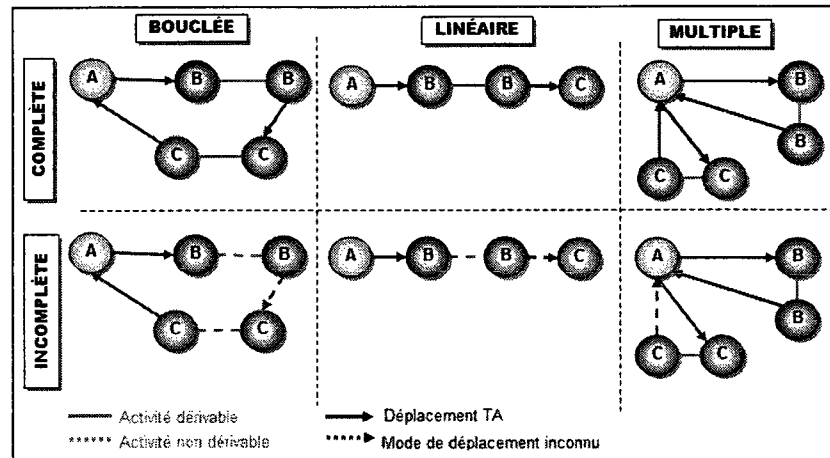 BOUCLÉE
LINÉAIRE
MULTIPLE
COMPLÈTE
A B B
C C
A B B C
A B
B
C C
INCOMPLÈTE
A B B
C C
A B B C
A B
B
C C
Activité dérivable
Déplacement TA
Activité non dérivable
Mode de déplacement inconnu